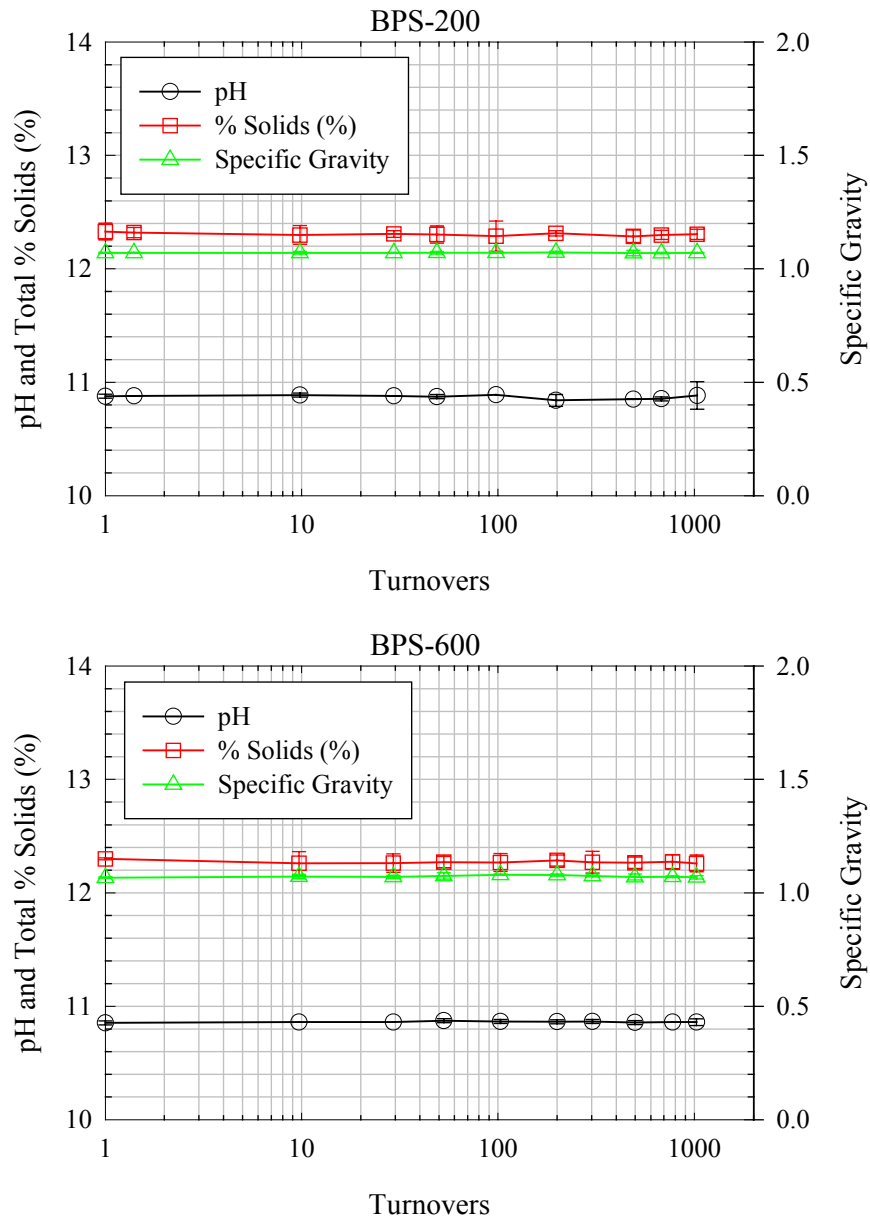 BPS-200
14
13
12
11
10
pH and Total % Solids (%)
pH
% Solids (%)
Specific Gravity
2.0
1.5
1.0
0.5
0.0
Specific Gravity
1 10 100 1000
Turnovers
BPS-600
14
13
12
11
10
pH and Total % Solids (%)
pH
% Solids (%)
Specific Gravity
2.0
1.5
1.0
0.5
0.0
Specific Gravity
1 10 100 1000
Turnovers